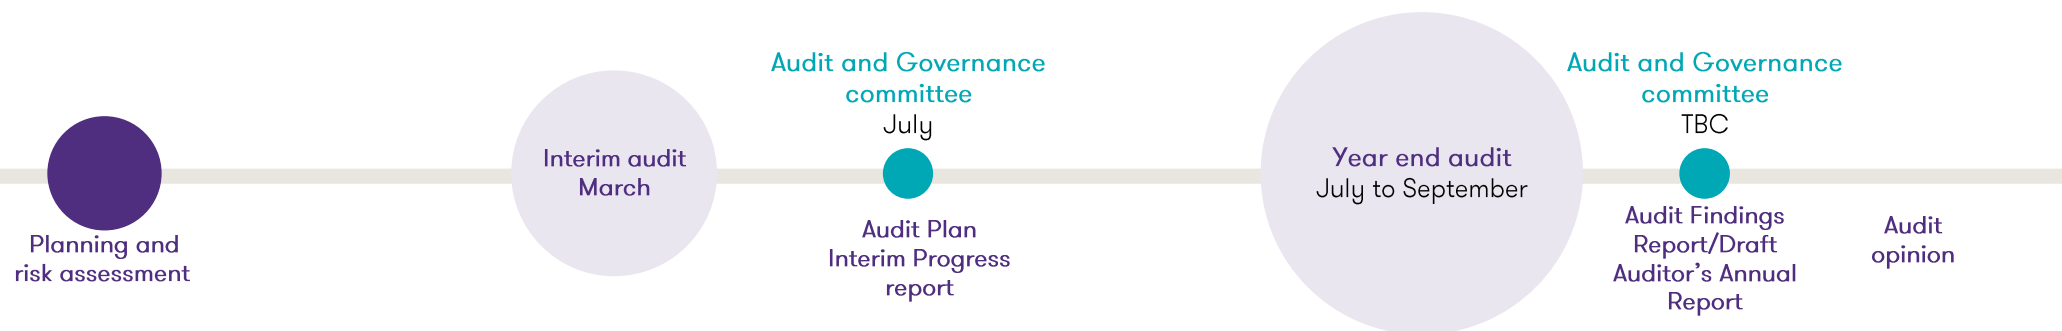 Planning and
risk assessment
Interim audit
March
Audit and Governance
committee
July
Audit Plan
Interim Progress
report
Year end audit
July to September
Audit and Governance
committee
TBC
Audit Findings
Report/Draft
Auditor's Annual
Report
Audit
opinion